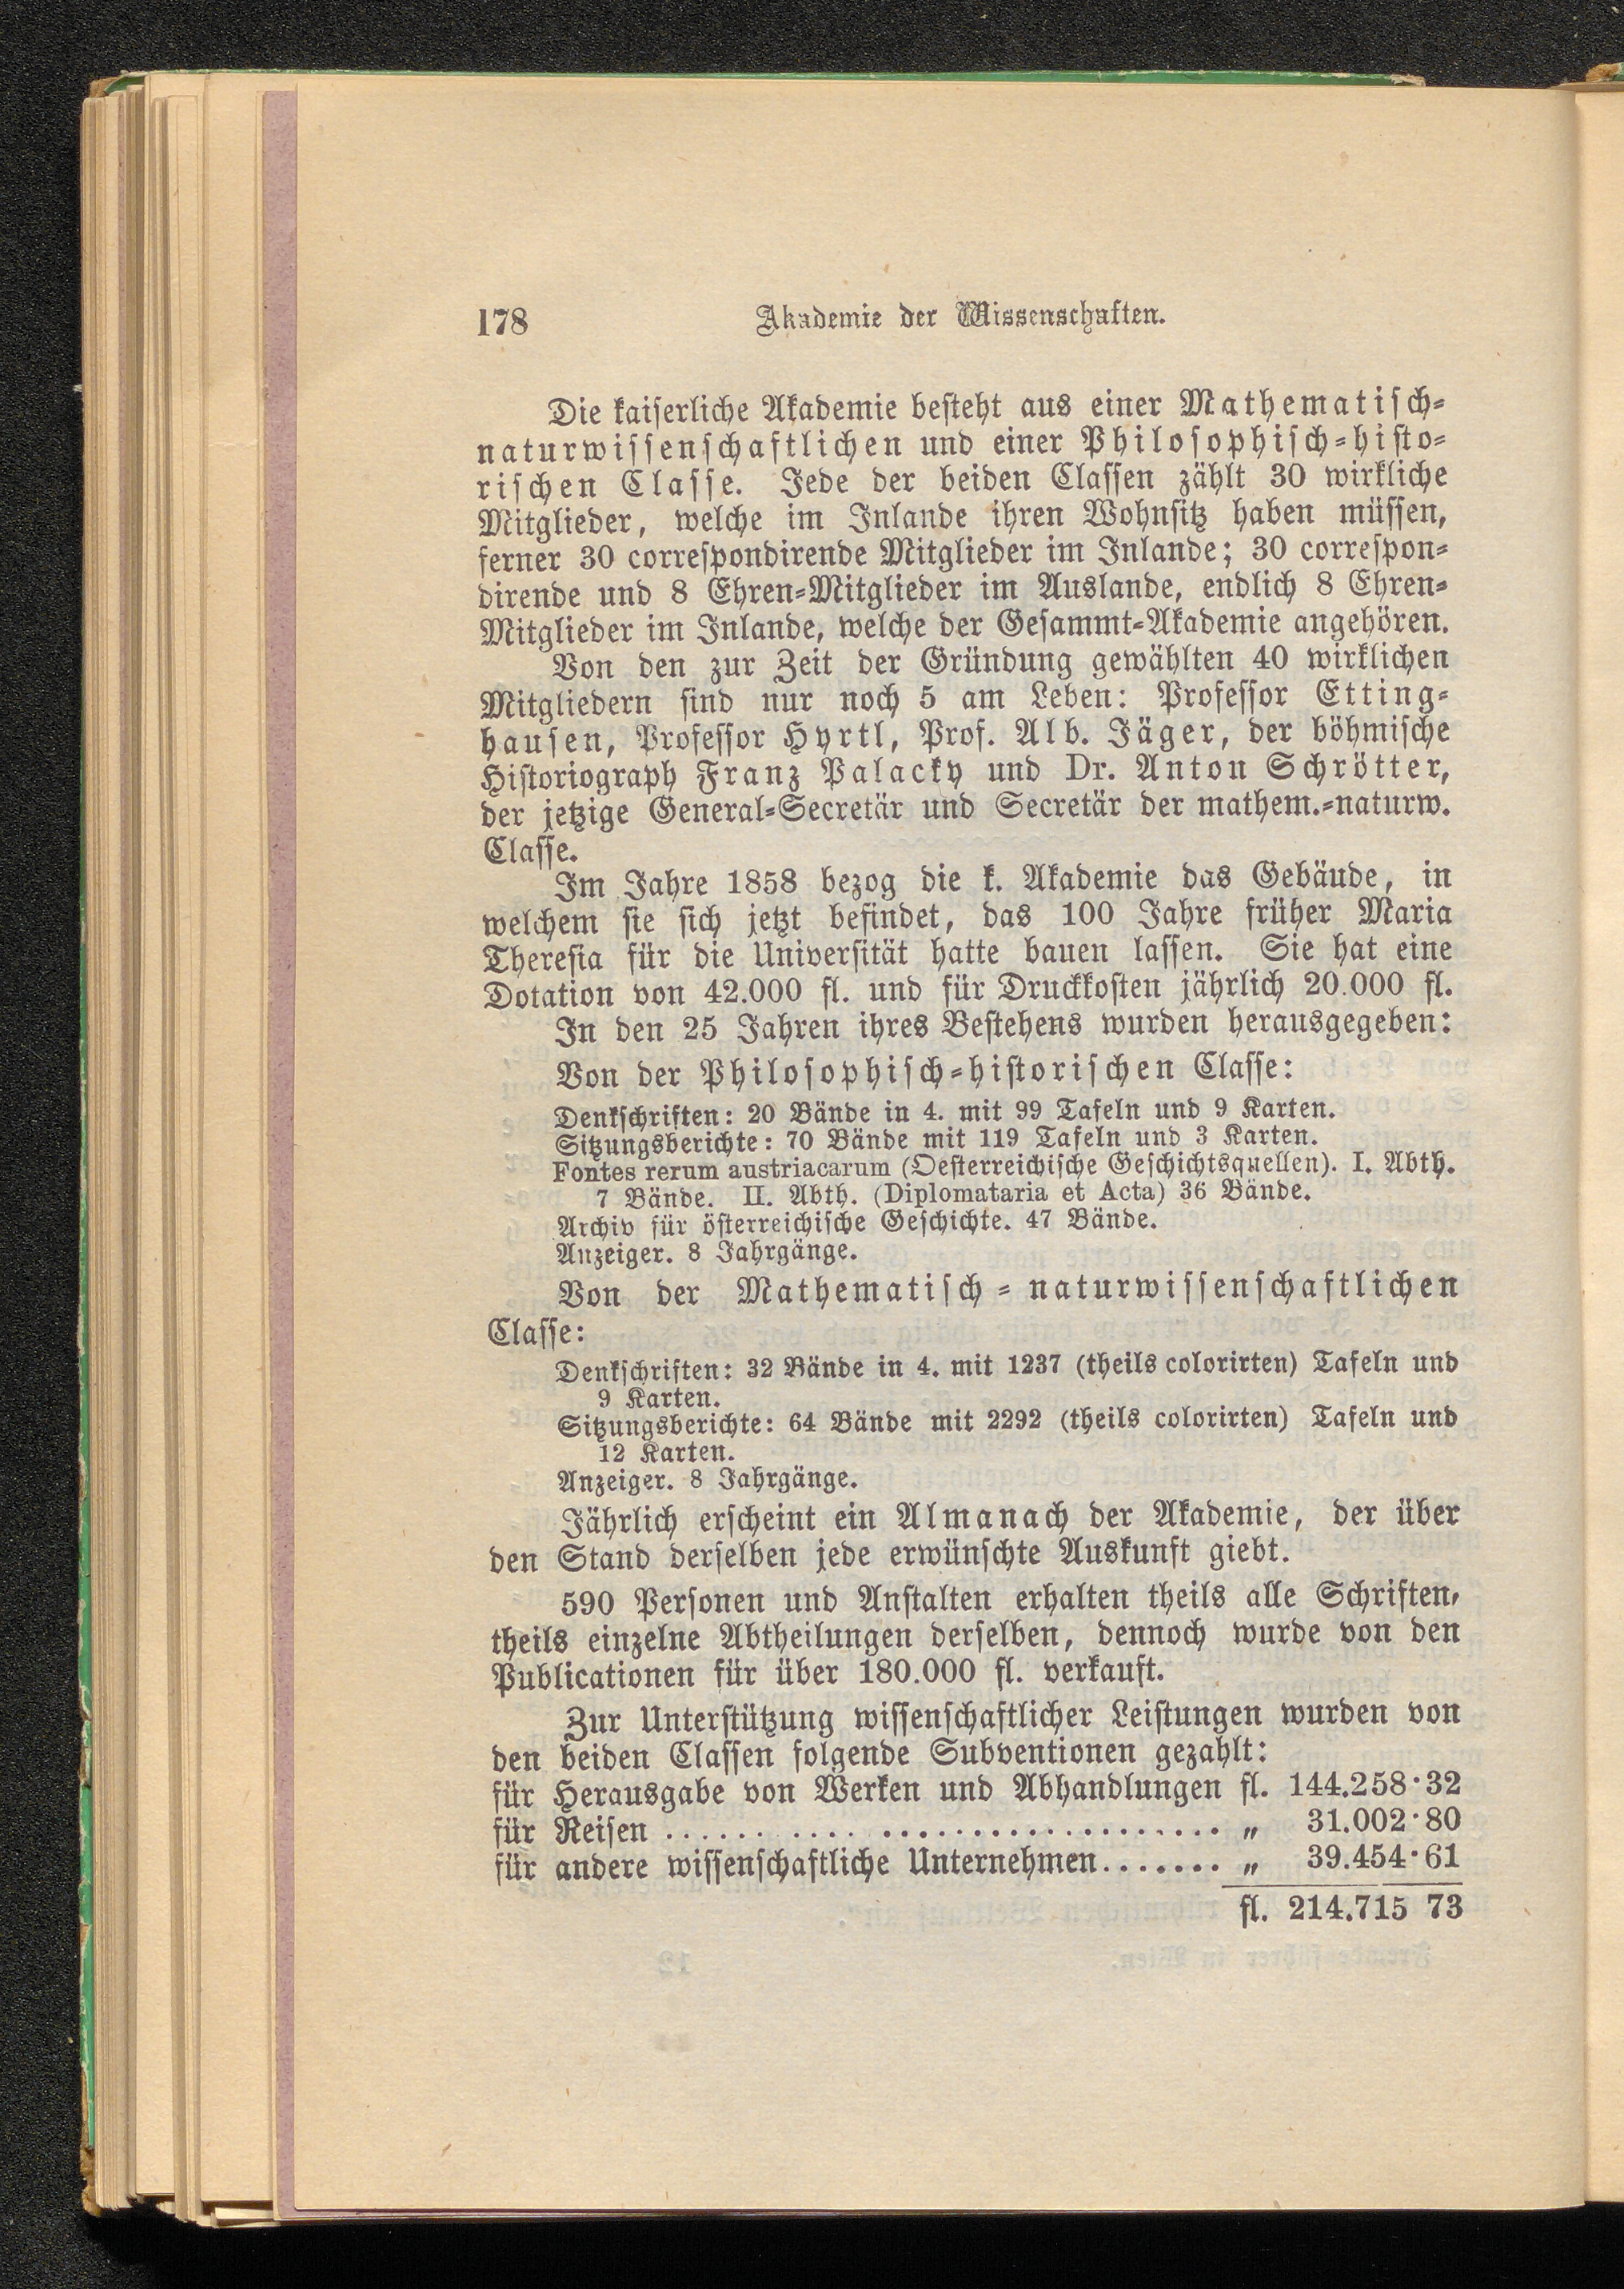 178 Akademie der Wissenschaften.
Die kaiserliche Akademie besteht aus einer Mathematisch-
naturwissenschaftlichen und einer Philosophisch-histo-
rischen Classe. Jede der beiden Classen zählt 30 wirkliche
Mitglieder, welche im Inlande ihren Wohnsitz haben müssen,
ferner 30 correspondirende Mitglieder im Inlande; 30 correspon-
dirende und 8 Ehren-Mitglieder im Auslande, endlich 8 Ehren-
Mitglieder im Inlande, welche der Gesammt-Akademie angehören.
Von den zur Zeit der Gründung gewählten 40 wirklichen
Mitgliedern sind nur noch 5 am Leben: Professor Etting-
hausen, Professor Hyrtl, Prof. Alb. Jäger, der böhmische
Historiograph Franz Palacky und Dr. Anton Schrötter,
der jetzige General-Secretär und Secretär der mathem.-naturw.
Classe.
Im Jahre 1858 bezog die k. Akademie das Gebäude, in
welchem sie sich jetzt befindet, das 100 Jahre früher Maria
Theresia für die Universität hatte bauen lassen. Sie hat eine
Dotation von 42.000 fl. und für Druckkosten jährlich 20.000 fl.
In den 25 Jahren ihres Bestehens wurden herausgegeben:
Von der Philosophisch-historischen Classe:
Denkschriften: 20 Bände in 4. mit 99 Tafeln und 9 Karten.
Sitzungsberichte: 70 Bände mit 119 Tafeln und 3 Karten.
Fontes rerum austriacarum (Oesterreichische Geschichtsquellen). I. Abth.
7 Bände. II. Abth. (Diplomataria et Acta) 36 Bände.
Archiv für österreichische Geschichte. 47 Bände.
Anzeiger. 8 Jahrgänge.
Von der Mathematisch-naturwissenschaftlichen
Classe:
Denkschriften: 32 Bände in 4. mit 1237 (theils colorirten) Tafeln und
9 Karten.
Sitzungsberichte: 64 Bände mit 2292 (theils colorirten) Tafeln und
12 Karten.
Anzeiger. 8 Jahrgänge.
Jährlich erscheint ein Almanach der Akademie, der über
den Stand derselben jede erwünschte Auskunft giebt.
590 Personen und Anstalten erhalten theils alle Schriften,
theils einzelne Abtheilungen derselben, dennoch wurde von den
Publicationen für über 180.000 fl. verkauft.
Zur Unterstützung wissenschaftlicher Leistungen wurden von
den beiden Classen folgende Subventionen gezahlt:
für Herausgabe von Werken und Abhandlungen fl. 144.258·32
für Reisen .................................. „ 31.002·80
für andere wissenschaftliche Unternehmen....... „ 39.454·61
fl. 214.715 73